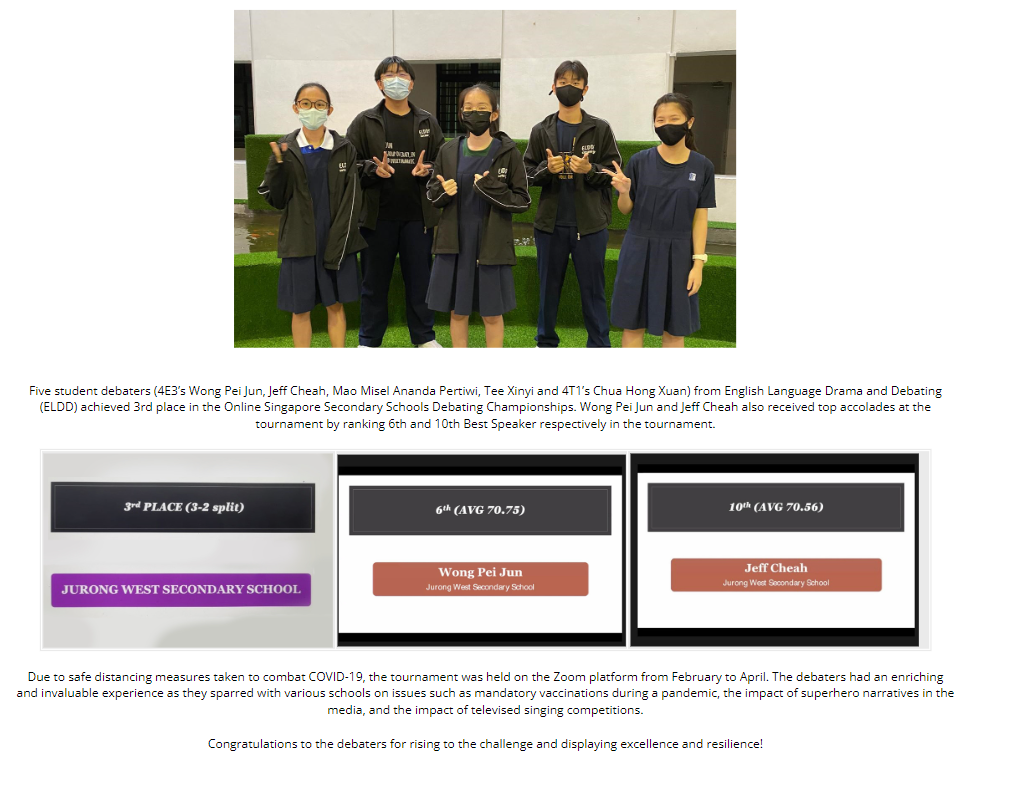 ELDD
Five student debaters (4E3's Wong Pei Jun, Jeff Cheah, Mao Misel Ananda Pertiwi, Tee Xinyi and 4T1's Chua Hong Xuan) from English Language Drama and Debating
(ELDD) achieved 3rd place in the Online Singapore Secondary Schools Debating Championships. Wong Pei Jun and Jeff Cheah also received top accolades at the
tournament by ranking 6th and 10th Best Speaker respectively in the tournament.
3rd PLACE (3-2 split)
JURONG WEST SECONDARY SCHOOL
6th (AVG 70.75)
Wong Pei Jun
Jurong West Secondary School
10th (AVG 70.56)
Jeff Cheah
Jurong West Secondary School
Due to safe distancing measures taken to combat COVID-19, the tournament was held on the Zoom platform from February to April. The debaters had an enriching
and invaluable experience as they sparred with various schools on issues such as mandatory vaccinations during a pandemic, the impact of superhero narratives in the
media, and the impact of televised singing competitions.
Congratulations to the debaters for rising to the challenge and displaying excellence and resilience!